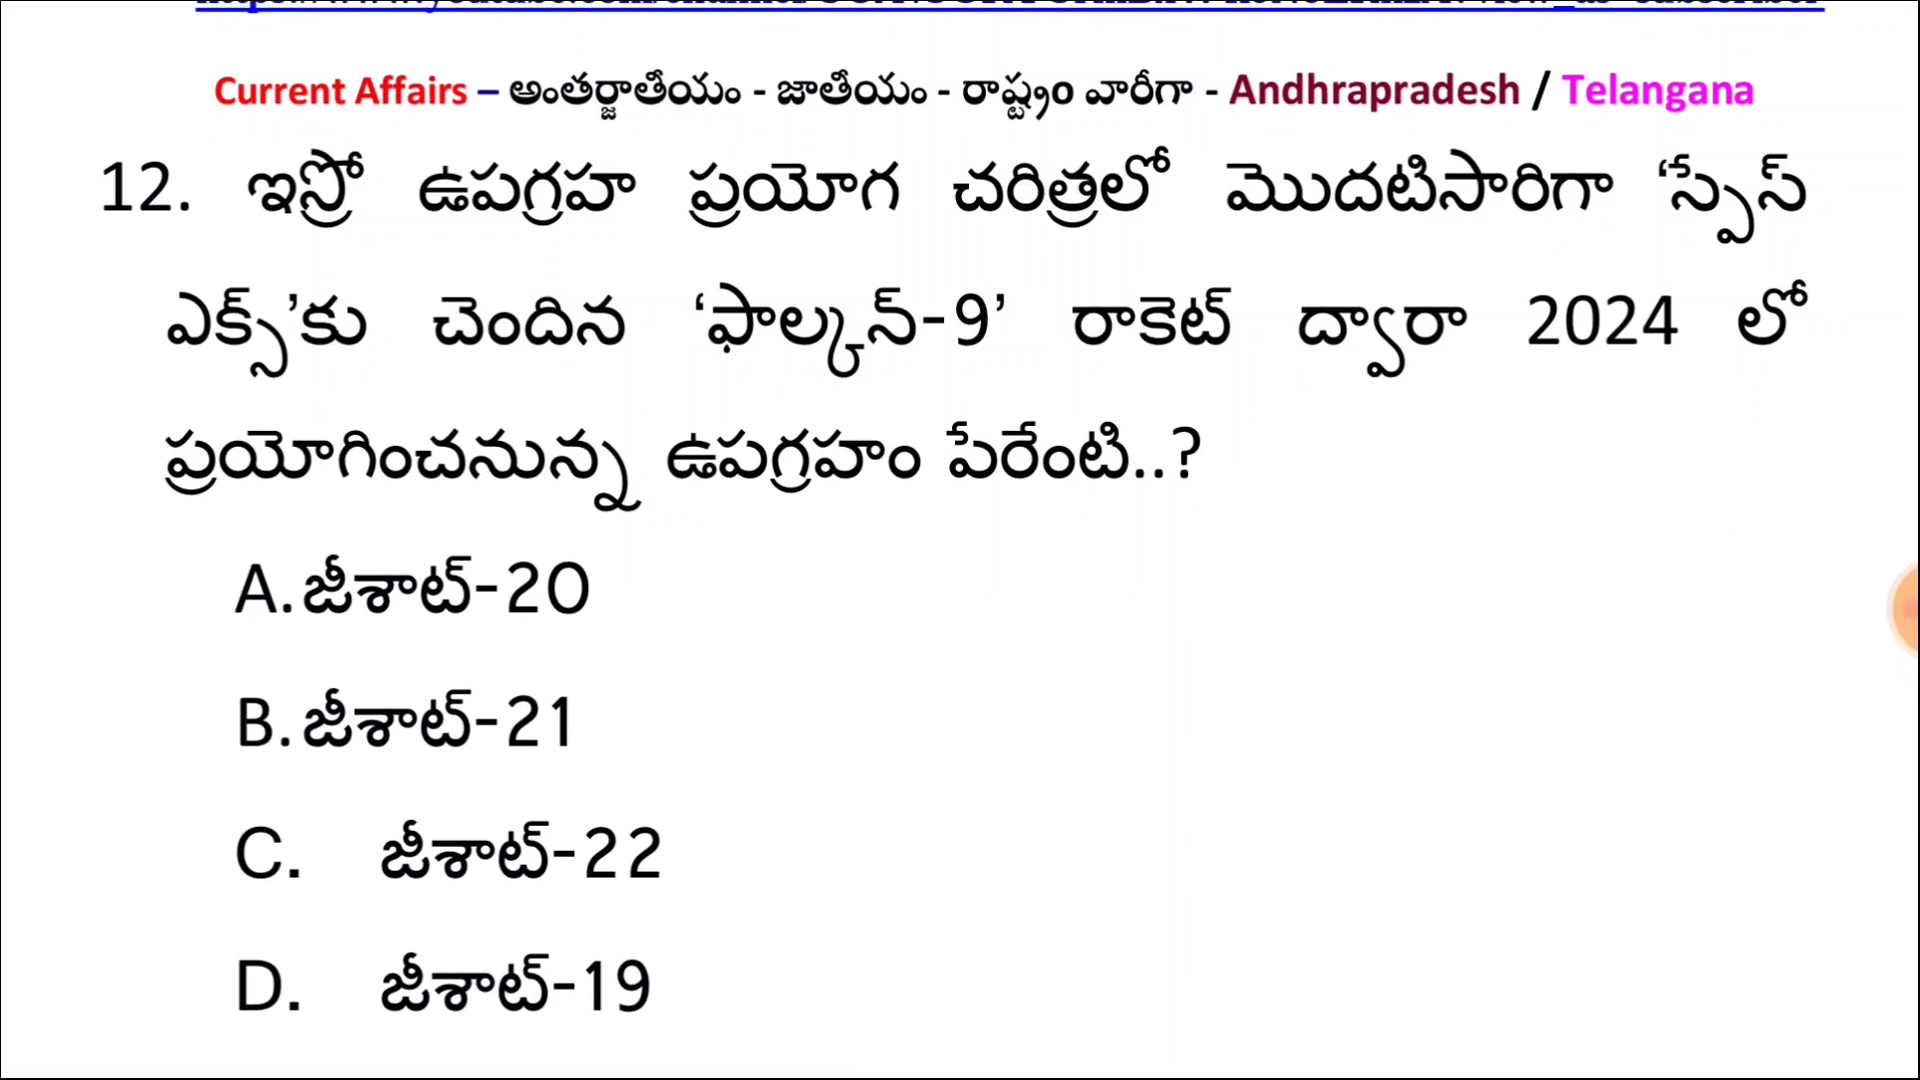 Current Affairs – అంతర్జాతీయం - జాతీయం - రాష్ట్రం వారీగా - Andhrapradesh / Telangana
12. ఇస్రో ఉపగ్రహ ప్రయోగ చరిత్రలో మొదటిసారిగా ‘స్పేస్
ఎక్స్’కు చెందిన ‘ఫాల్కన్-9’ రాకెట్ ద్వారా 2024 లో
ప్రయోగించనున్న ఉపగ్రహం పేరేంటి..?
A. జీశాట్-20
B. జీశాట్-21
C. జీశాట్-22
D. జీశాట్-19